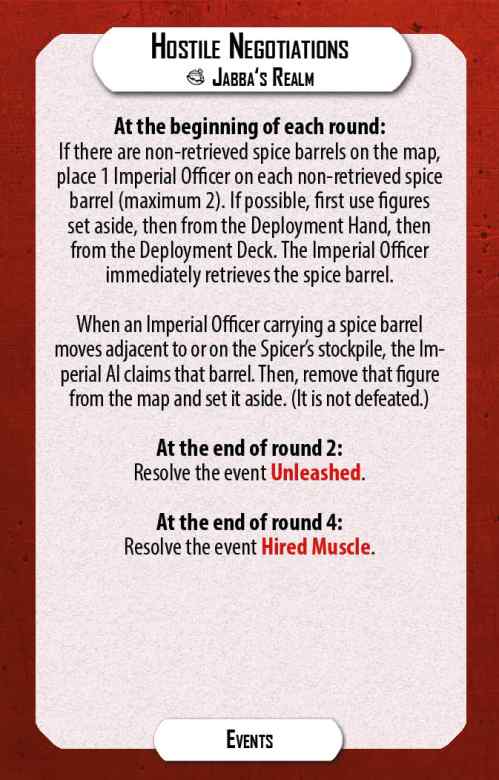 Hostile Negotiations
Jabba's Realm
At the beginning of each round:
If there are non-retrieved spice barrels on the map,
place 1 Imperial Officer on each non-retrieved spice
barrel (maximum 2). If possible, first use figures
set aside, then from the Deployment Hand, then
from the Deployment Deck. The Imperial Officer
immediately retrieves the spice barrel.
When an Imperial Officer carrying a spice barrel
moves adjacent to or on the Spicer's stockpile, the Im-
perial AI claims that barrel. Then, remove that figure
from the map and set it aside. (It is not defeated.)
At the end of round 2:
Resolve the event Unleashed.
At the end of round 4:
Resolve the event Hired Muscle.
Events